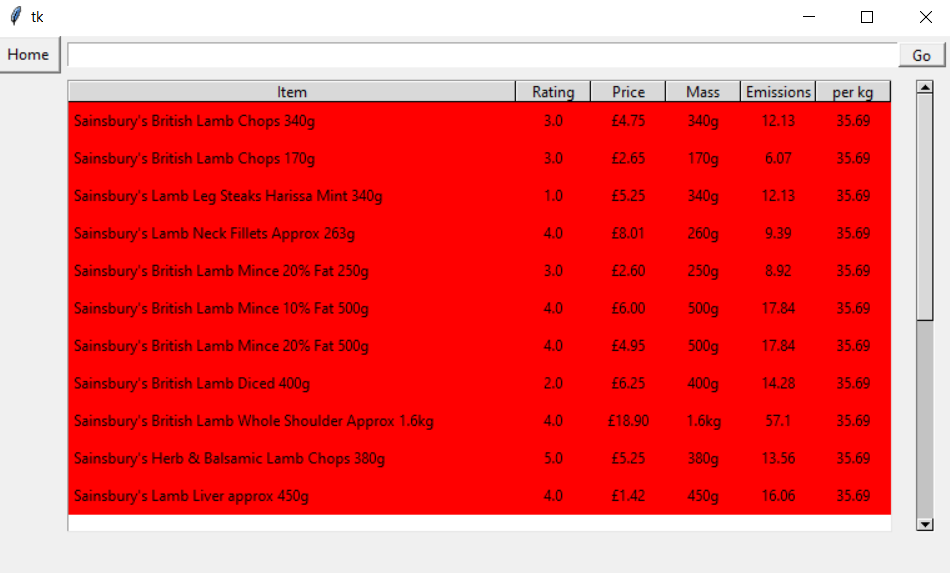 tk
Home Go
Item Rating Price Mass Emissions per kg
Sainsbury's British Lamb Chops 340g 3.0 £4.75 340g 12.13 35.69
Sainsbury's British Lamb Chops 170g 3.0 £2.65 170g 6.07 35.69
Sainsbury's Lamb Leg Steaks Harissa Mint 340g 1.0 £5.25 340g 12.13 35.69
Sainsbury's Lamb Neck Fillets Approx 263g 4.0 £8.01 260g 9.39 35.69
Sainsbury's British Lamb Mince 20% Fat 250g 3.0 £2.60 250g 8.92 35.69
Sainsbury's British Lamb Mince 10% Fat 500g 4.0 £6.00 500g 17.84 35.69
Sainsbury's British Lamb Mince 20% Fat 500g 4.0 £4.95 500g 17.84 35.69
Sainsbury's British Lamb Diced 400g 2.0 £6.25 400g 14.28 35.69
Sainsbury's British Lamb Whole Shoulder Approx 1.6kg 4.0 £18.90 1.6kg 57.1 35.69
Sainsbury's Herb & Balsamic Lamb Chops 380g 5.0 £5.25 380g 13.56 35.69
Sainsbury's Lamb Liver approx 450g 4.0 £1.42 450g 16.06 35.69